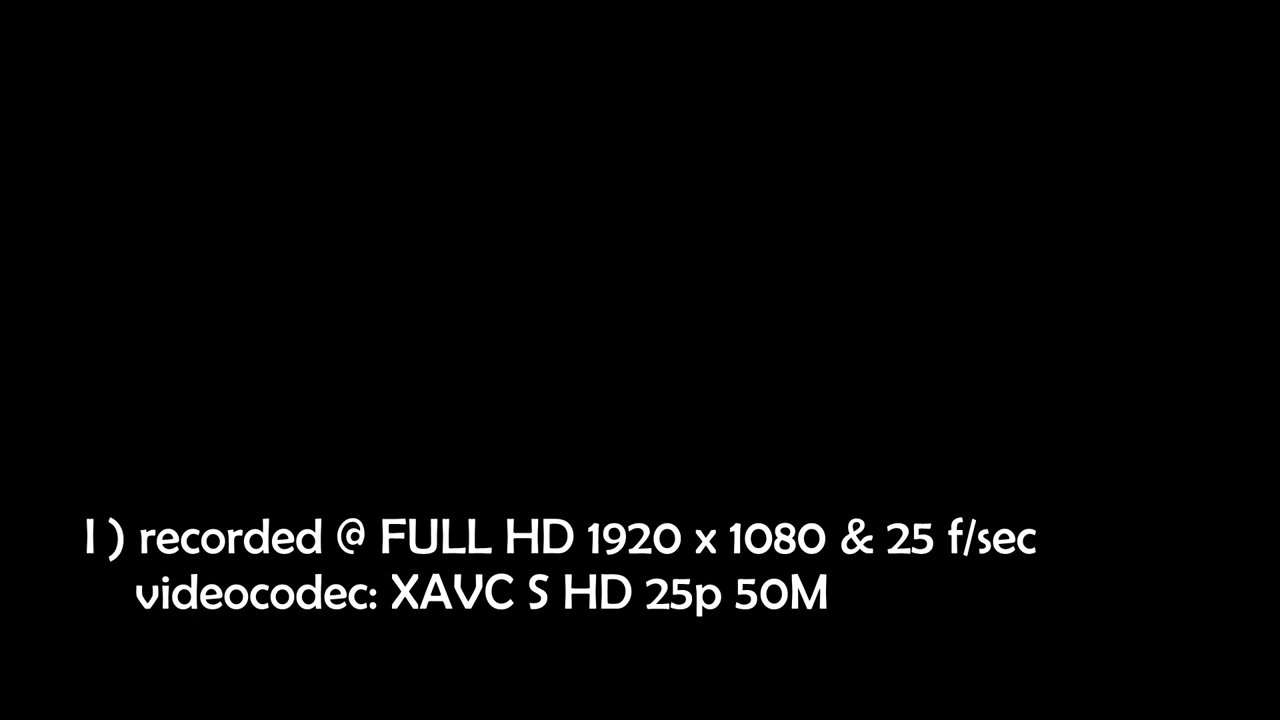 1) recorded @ FULL HD 1920 x 1080 & 25 f/sec
videocodec: XAVC S HD 25p 50M